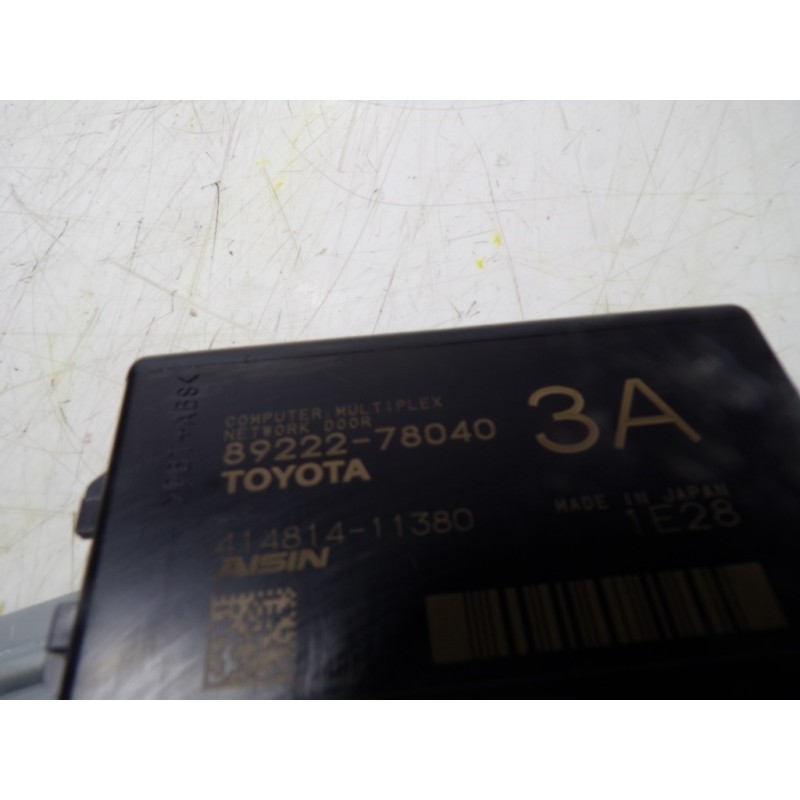 COMPUTER, MULTIPLEX
NETWORK DOOR
89222-78040
TOYOTA
3A
MADE IN JAPAN
414814-11380
1E28
AISIN